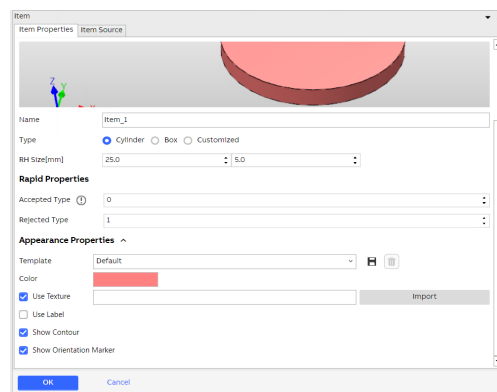 Item
Item Properties Item Source
Z Y X
Name Item_1
Type Cylinder Box Customized
RH Size[mm] 25.0 5.0
Rapid Properties
Accepted Type 0
Rejected Type 1
Appearance Properties
Template Default
Color
Use Texture Import
Use Label
Show Contour
Show Orientation Marker
OK Cancel